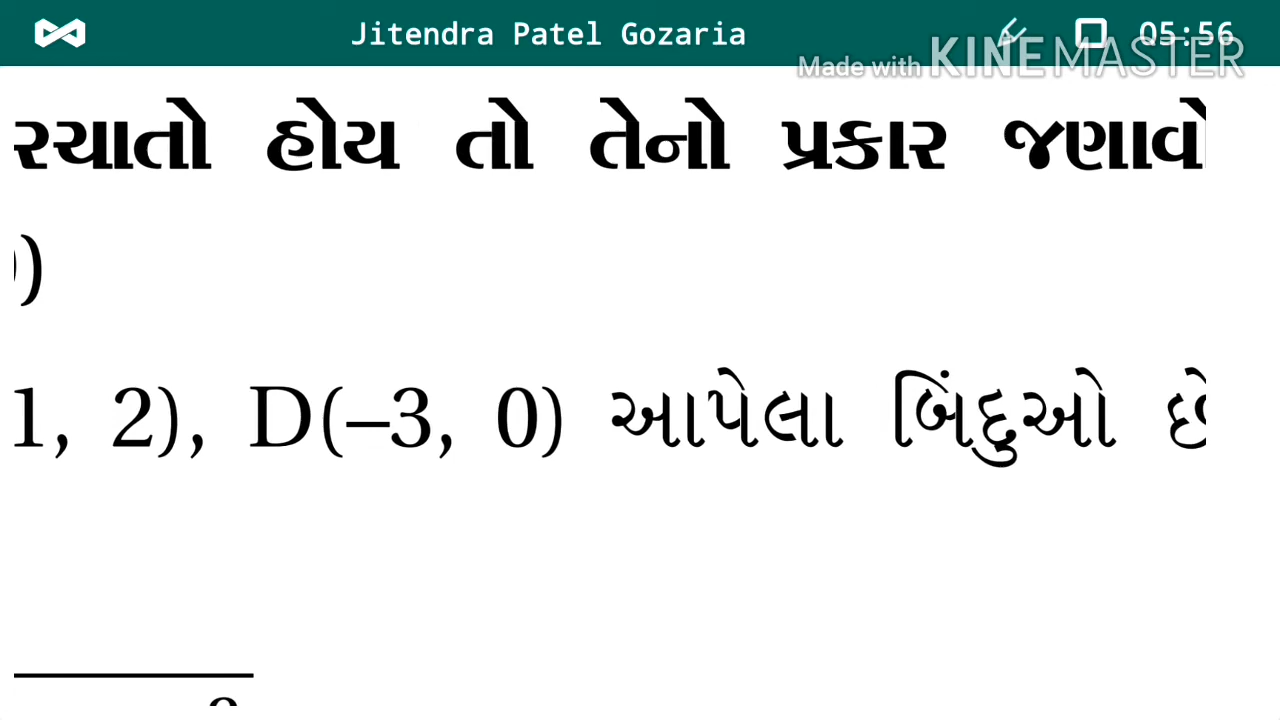 Jitendra Patel Gozaria 05:56
Made with KINEMASTER
રચાતો હોય તો તેનો પ્રકાર જણાવો
)
1, 2), D(–3, 0) આપેલા બિંદુઓ છે